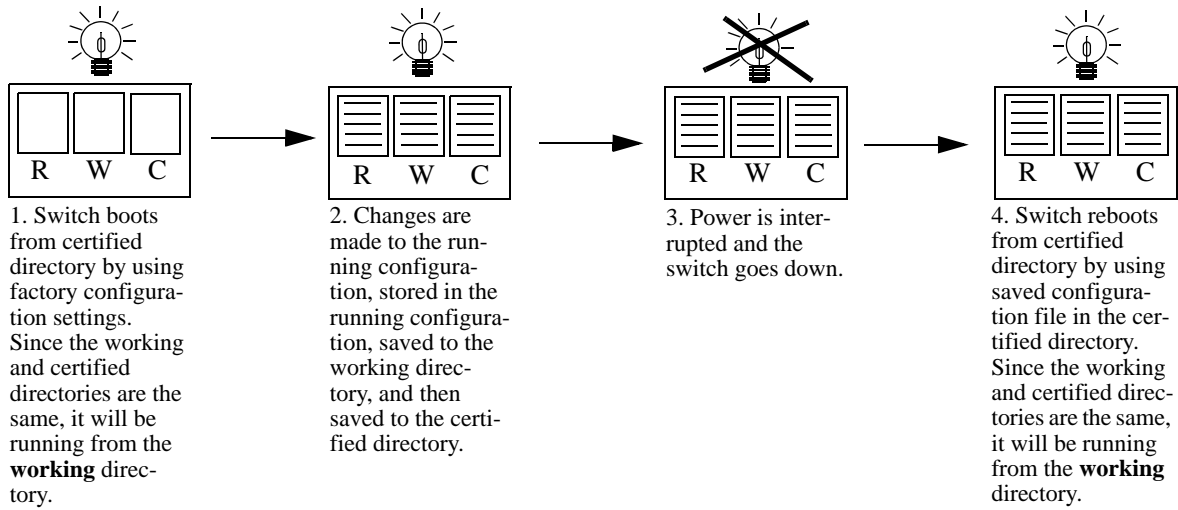 R W C
1. Switch boots
from certified
directory by using
factory configura-
tion settings.
Since the working
and certified
directories are the
same, it will be
running from the
working direc-
tory.
R W C
2. Changes are
made to the run-
ning configura-
tion, stored in the
running configura-
tion, saved to the
working direc-
tory, and then
saved to the certi-
fied directory.
R W C
3. Power is inter-
rupted and the
switch goes down.
R W C
4. Switch reboots
from certified
directory by using
saved configura-
tion file in the cer-
tified directory.
Since the working
and certified direc-
tories are the same,
it will be running
from the working
directory.